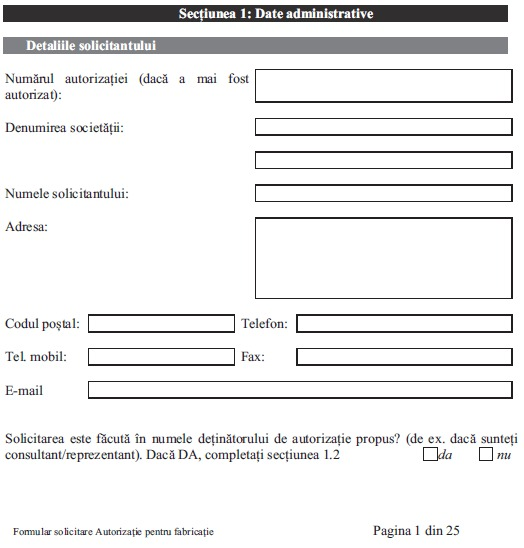 Secțiunea 1: Date administrative
Detaliile solicitantului
Numărul autorizației (dacă a mai fost
autorizat):
Denumirea societății:
Numele solicitantului:
Adresa:
Codul poștal: Telefon:
Tel. mobil: Fax:
E-mail
Solicitarea este făcută în numele deținătorului de autorizație propus? (de ex. dacă sunteți
consultant/reprezentant). Dacă DA, completați secțiunea 1.2 da nu
Formular solicitare Autorizație pentru fabricație Pagina 1 din 25